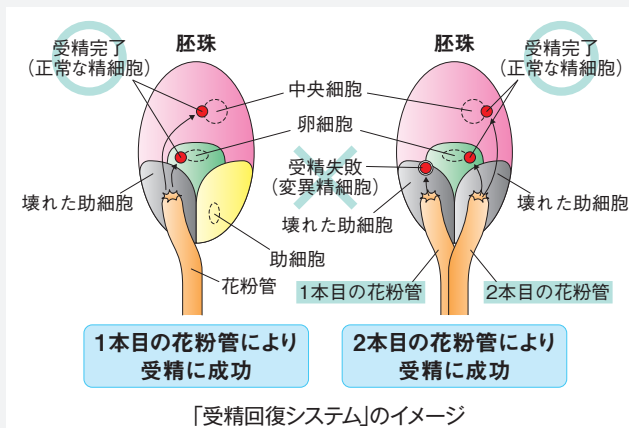 胚珠
受精完了
(正常な精細胞)
中央細胞
卵細胞
壊れた助細胞
助細胞
花粉管
1本目の花粉管により
受精に成功
胚珠
受精完了
(正常な精細胞)
受精失敗
(変異精細胞)
壊れた助細胞
壊れた助細胞
1本目の花粉管
2本目の花粉管
2本目の花粉管により
受精に成功
「受精回復システム」のイメージ